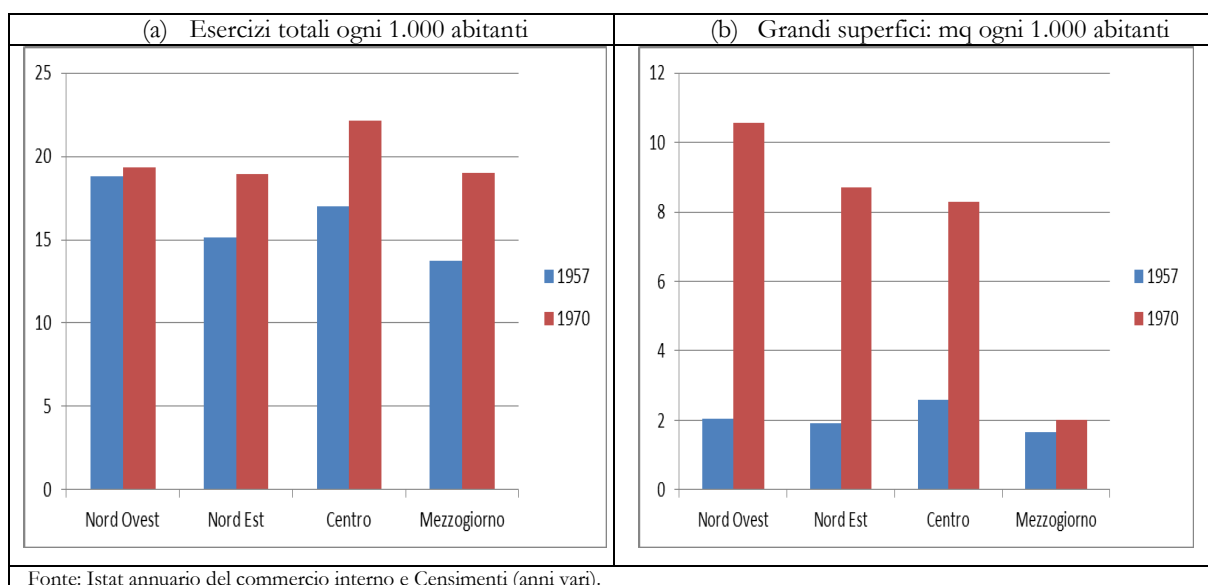 (a) Esercizi totali ogni 1.000 abitanti
25
20
15
10
5
0
Nord Ovest
Nord Est
Centro
Mezzogiorno
1957
1970
(b) Grandi superfici: mq ogni 1.000 abitanti
12
10
8
6
4
2
0
Nord Ovest
Nord Est
Centro
Mezzogiorno
1957
1970
Fonte: Istat annuario del commercio interno e Censimenti (anni vari).